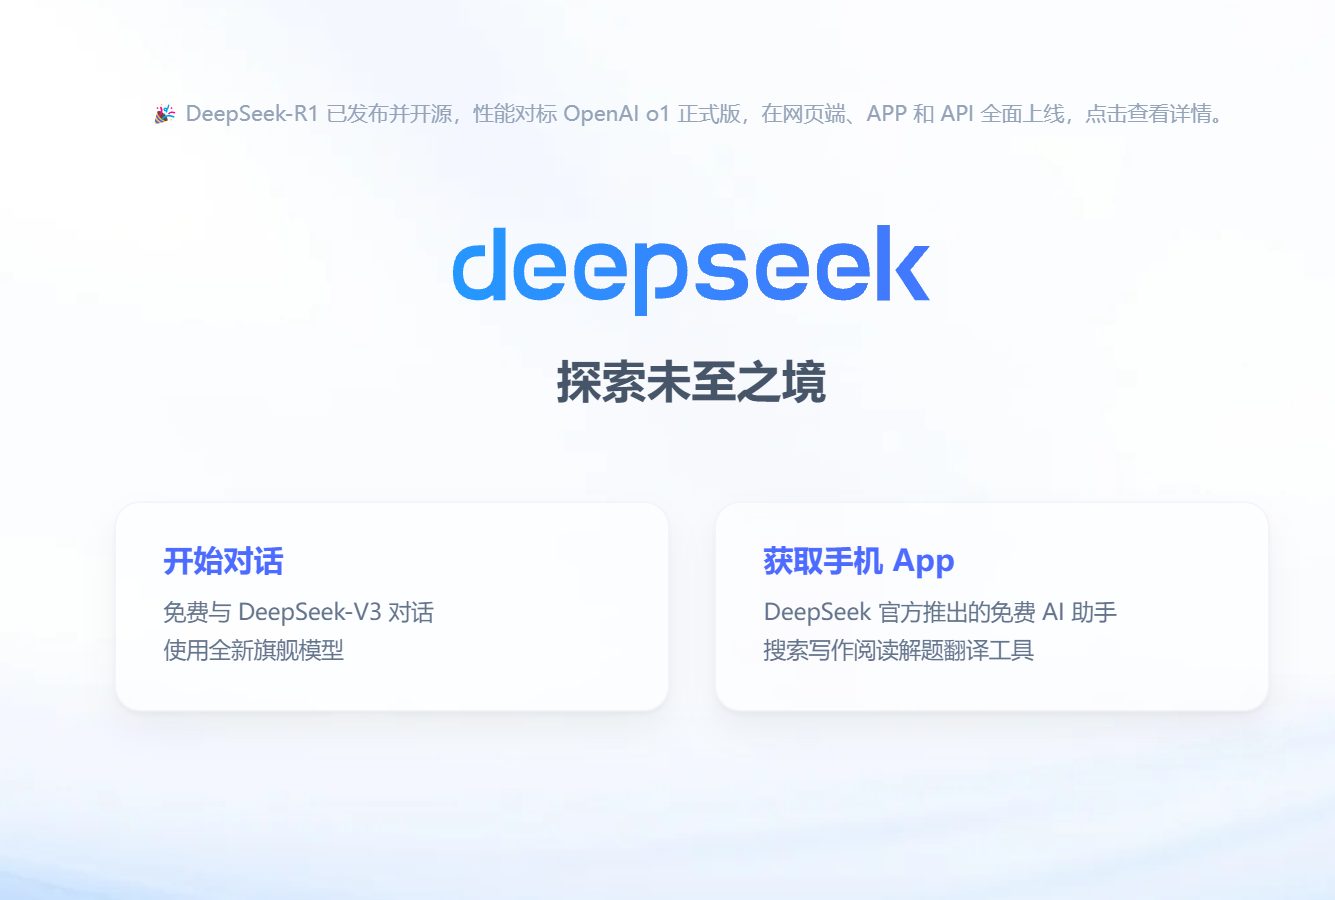 🎉 DeepSeek-R1 已发布并开源，性能对标 OpenAI o1 正式版，在网页端、APP 和 API 全面上线，点击查看详情。
deepseek
探索未至之境
开始对话
免费与 DeepSeek-V3 对话
使用全新旗舰模型
获取手机 App
DeepSeek 官方推出的免费 AI 助手
搜索写作阅读解题翻译工具